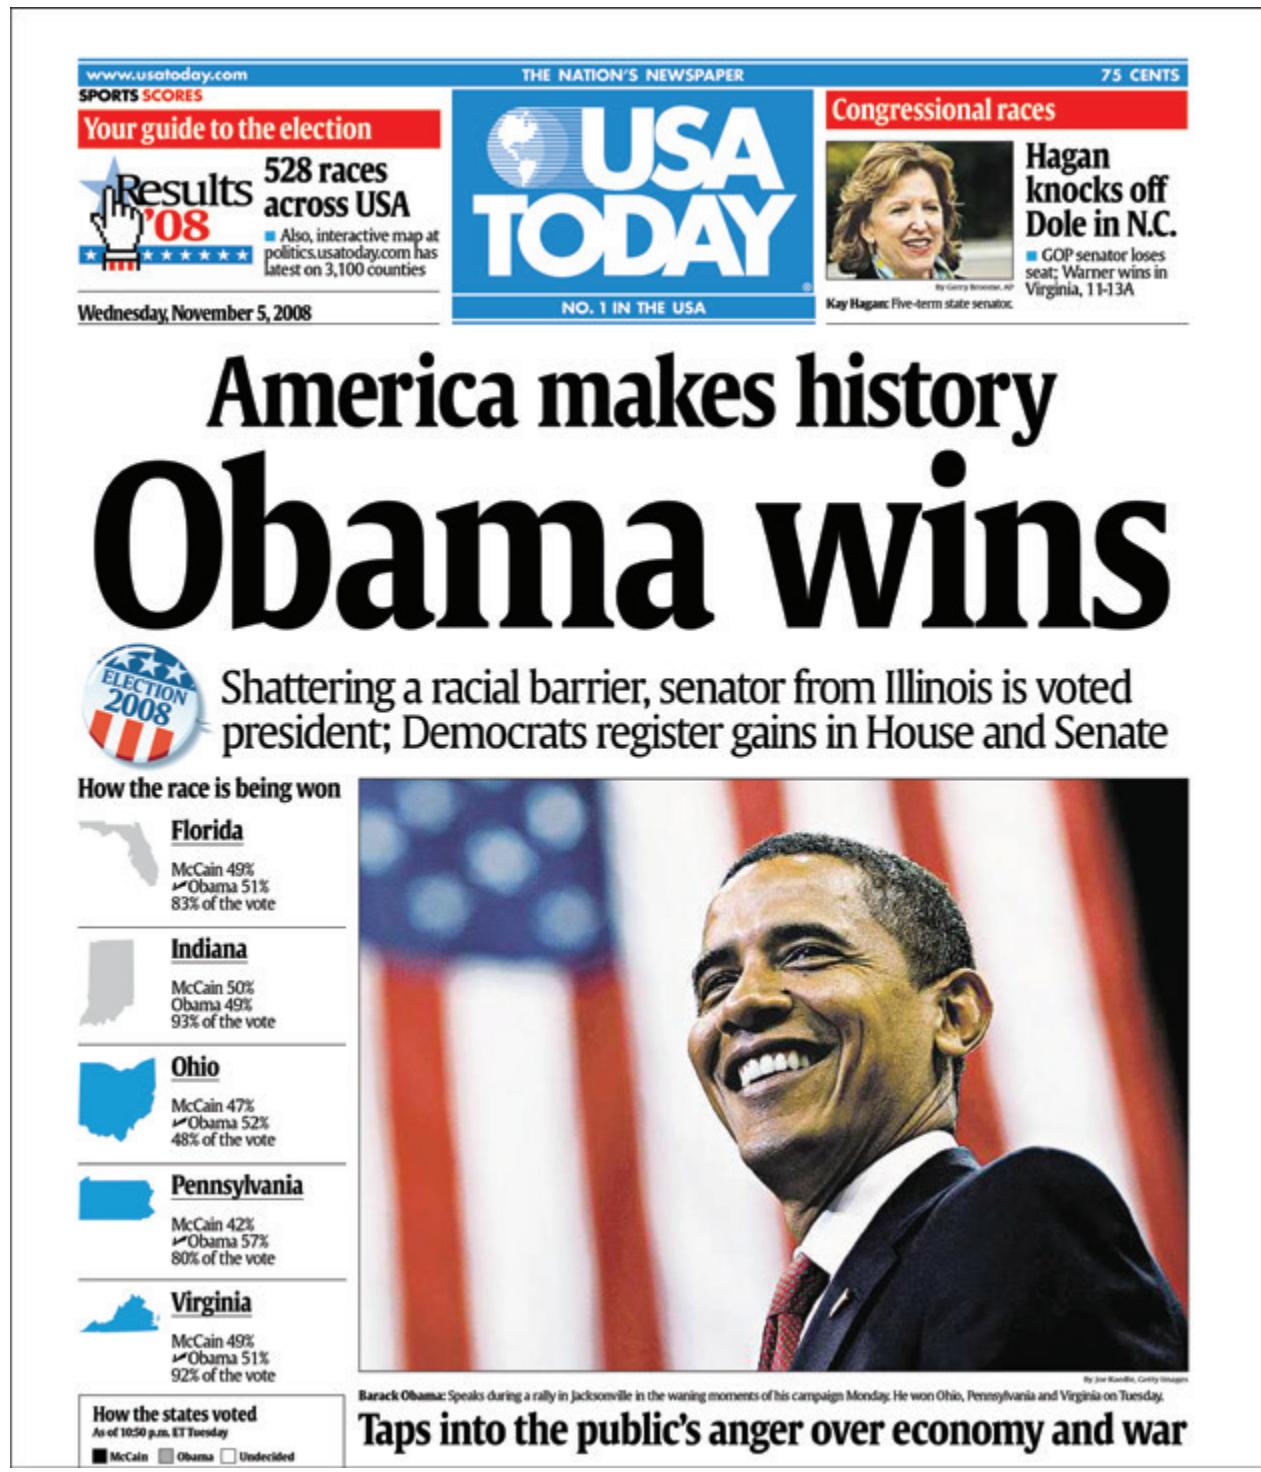 www.usatoday.com THE NATION'S NEWSPAPER 75 CENTS
SPORTS SCORES
Your guide to the election
Results
'08
528 races
across USA
Also, interactive map at
politics.usatoday.com has
latest on 3,100 counties
Wednesday, November 5, 2008
USA
TODAY
®
NO. 1 IN THE USA
Congressional races
By Gerry Broome, AP
Kay Hagan: Five-term state senator.
Hagan
knocks off
Dole in N.C.
GOP senator loses
seat; Warner wins in
Virginia, 11-13A
America makes history
Obama wins
ELECTION
2008
Shattering a racial barrier, senator from Illinois is voted
president; Democrats register gains in House and Senate
How the race is being won
Florida
McCain 49%
✓Obama 51%
83% of the vote
Indiana
McCain 50%
Obama 49%
93% of the vote
Ohio
McCain 47%
✓Obama 52%
48% of the vote
Pennsylvania
McCain 42%
✓Obama 57%
80% of the vote
Virginia
McCain 49%
✓Obama 51%
92% of the vote
How the states voted
As of 10:50 p.m. ET Tuesday
McCain Obama Undecided
By Joe Raedle, Getty Images
Barack Obama: Speaks during a rally in Jacksonville in the waning moments of his campaign Monday. He won Ohio, Pennsylvania and Virginia on Tuesday.
Taps into the public's anger over economy and war